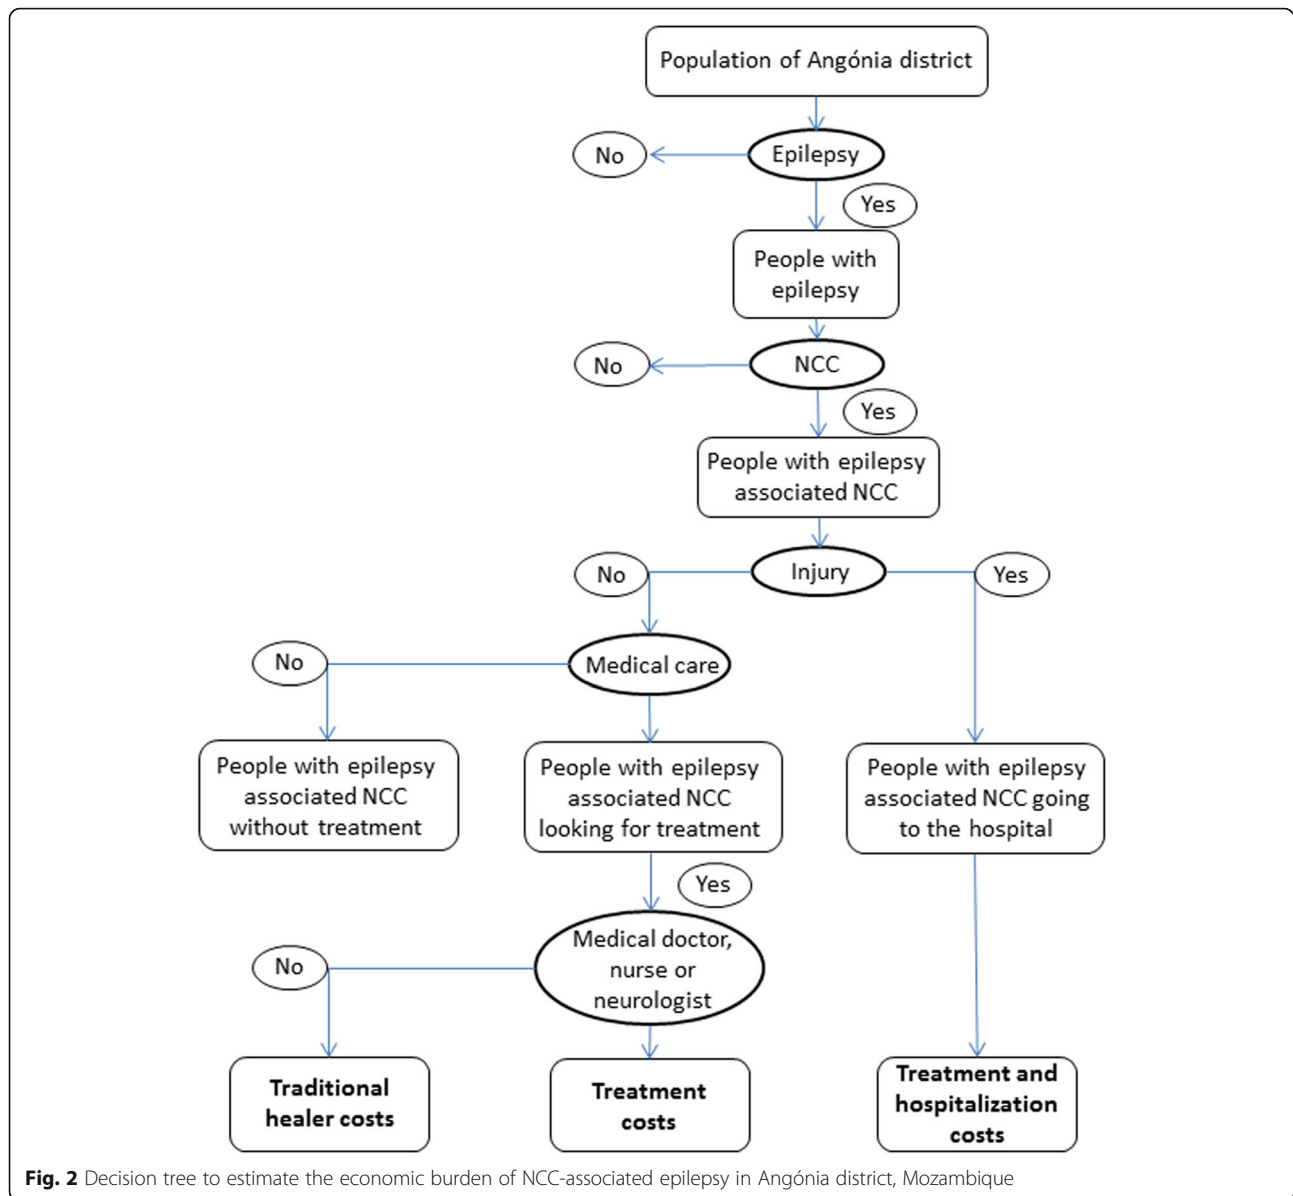 Population of Angónia district
No
Epilepsy
Yes
People with
epilepsy
No
NCC
Yes
People with epilepsy
associated NCC
No
Injury
Yes
No
Medical care
People with epilepsy
associated NCC
without treatment
People with epilepsy
associated NCC
looking for treatment
People with epilepsy
associated NCC going
to the hospital
Yes
No
Medical doctor,
nurse or
neurologist
Traditional
healer costs
Treatment
costs
Treatment and
hospitalization
costs
Fig. 2 Decision tree to estimate the economic burden of NCC-associated epilepsy in Angónia district, Mozambique